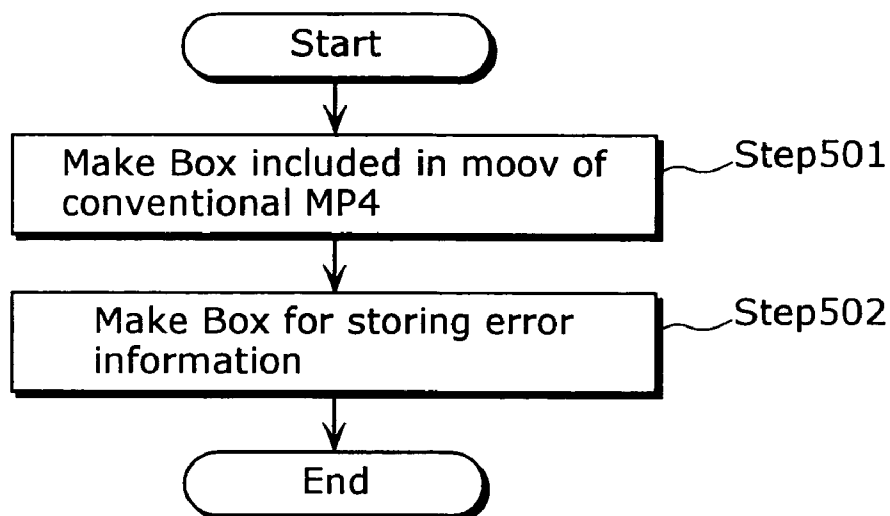 Start
Make Box included in moov of
conventional MP4
Step501
Make Box for storing error
information
Step502
End